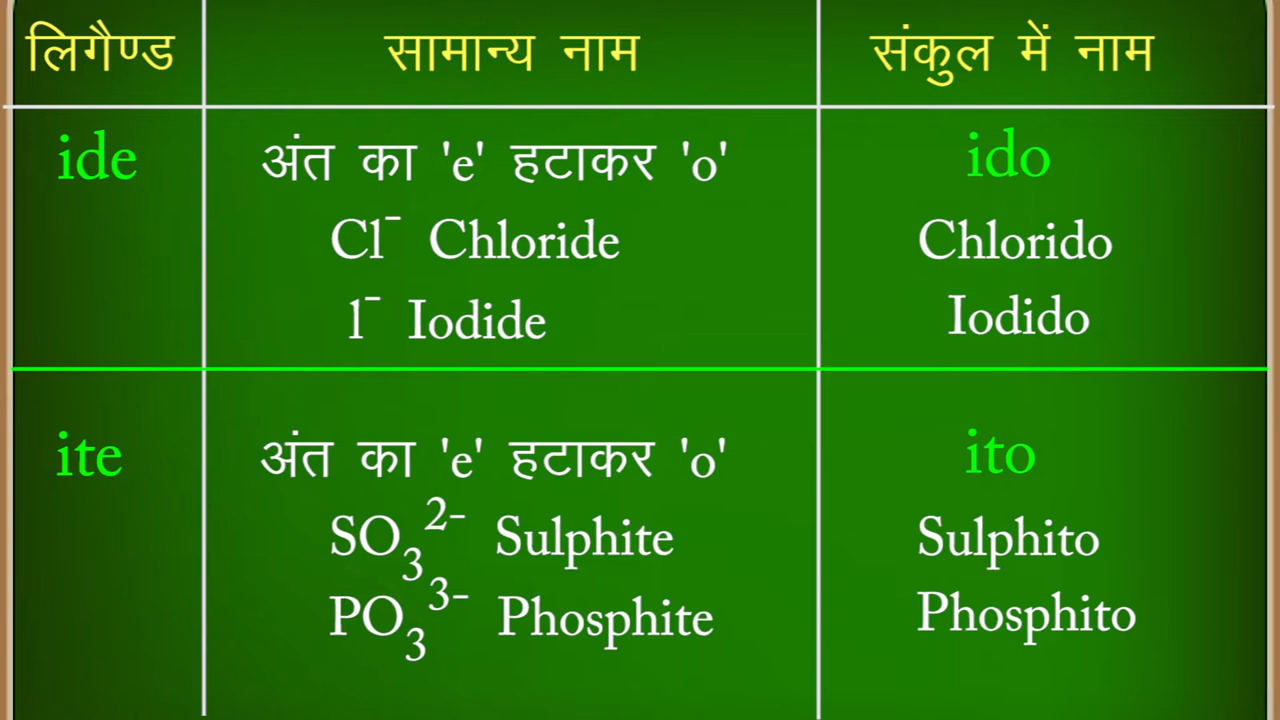 लिगैण्ड सामान्य नाम संकुल में नाम
ide अंत का 'e' हटाकर 'o' ido
Cl⁻ Chloride Chlorido
l⁻ Iodide Iodido
ite अंत का 'e' हटाकर 'o' ito
SO₃²⁻ Sulphite Sulphito
PO₃³⁻ Phosphite Phosphito